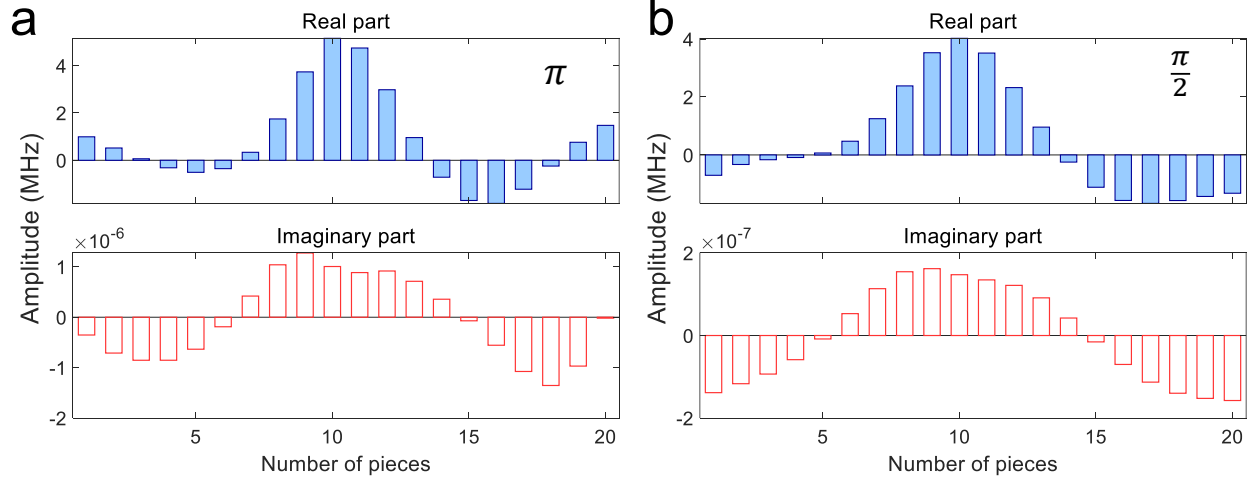 a
Real part
π
4
2
0
Amplitude (MHz)
×10-6
Imaginary part
1
0
-1
-2
5
10
15
20
Number of pieces
b
Real part
π
2
4
2
0
Amplitude (MHz)
×10-7
Imaginary part
2
0
-2
5
10
15
20
Number of pieces